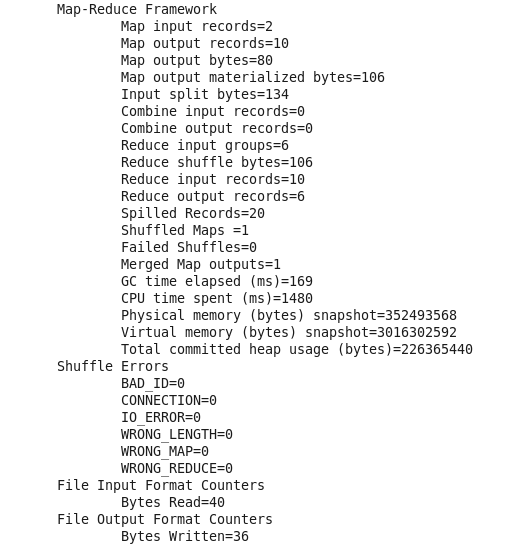 Map-Reduce Framework
Map input records=2
Map output records=10
Map output bytes=80
Map output materialized bytes=106
Input split bytes=134
Combine input records=0
Combine output records=0
Reduce input groups=6
Reduce shuffle bytes=106
Reduce input records=10
Reduce output records=6
Spilled Records=20
Shuffled Maps =1
Failed Shuffles=0
Merged Map outputs=1
GC time elapsed (ms)=169
CPU time spent (ms)=1480
Physical memory (bytes) snapshot=352493568
Virtual memory (bytes) snapshot=3016302592
Total committed heap usage (bytes)=226365440
Shuffle Errors
BAD_ID=0
CONNECTION=0
IO_ERROR=0
WRONG_LENGTH=0
WRONG_MAP=0
WRONG_REDUCE=0
File Input Format Counters
Bytes Read=40
File Output Format Counters
Bytes Written=36